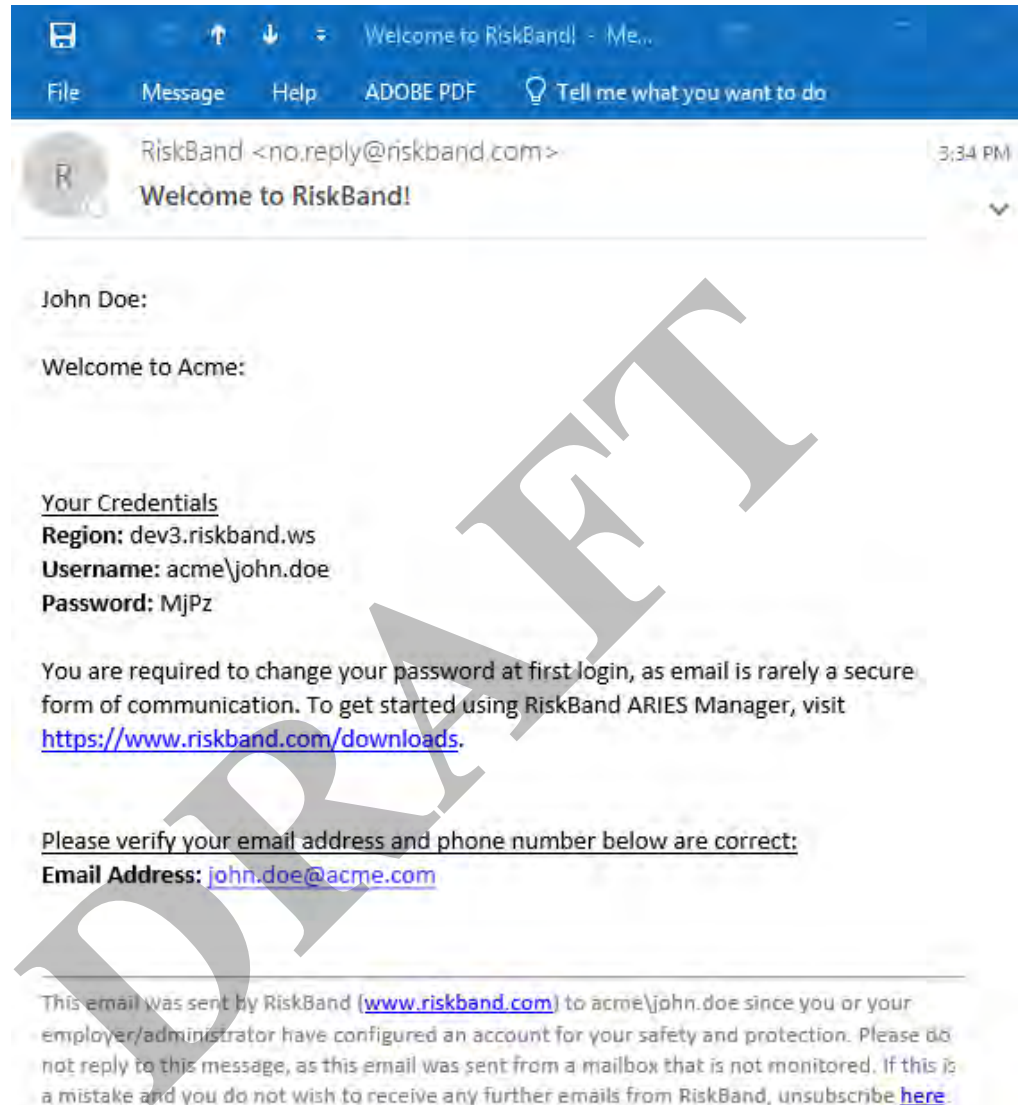 Welcome to RiskBand! - Me...
File Message Help ADOBE PDF Tell me what you want to do
RiskBand <no.reply@riskband.com> 3:34 PM
R
Welcome to RiskBand!
John Doe:
Welcome to Acme:
Your Credentials
Region: dev3.riskband.ws
Username: acme\john.doe
Password: MjPz
You are required to change your password at first login, as email is rarely a secure
form of communication. To get started using RiskBand ARIES Manager, visit
https://www.riskband.com/downloads.
Please verify your email address and phone number below are correct:
Email Address: john.doe@acme.com
This email was sent by RiskBand (www.riskband.com) to acme\john.doe since you or your
employer/administrator have configured an account for your safety and protection. Please do
not reply to this message, as this email was sent from a mailbox that is not monitored. If this is
a mistake and you do not wish to receive any further emails from RiskBand, unsubscribe here
DRAFT